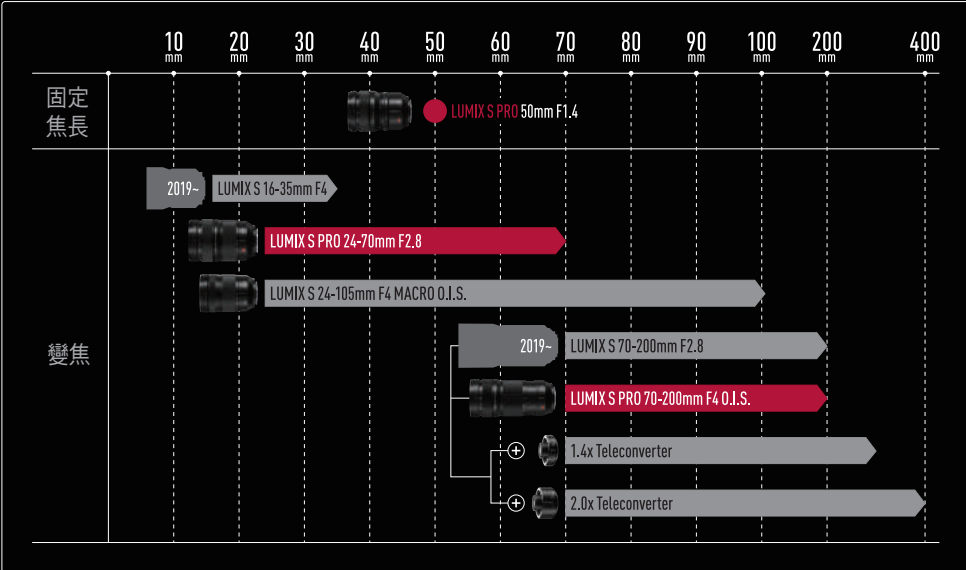 10 20 30 40 50 60 70 80 90 100 200 400
mm mm mm mm mm mm mm mm mm mm mm mm
固定
焦長
LUMIX S PRO 50mm F1.4
2019~ LUMIX S 16-35mm F4
LUMIX S PRO 24-70mm F2.8
LUMIX S 24-105mm F4 MACRO O.I.S.
變焦
2019~ LUMIX S 70-200mm F2.8
LUMIX S PRO 70-200mm F4 O.I.S.
+ 1.4x Teleconverter
+ 2.0x Teleconverter